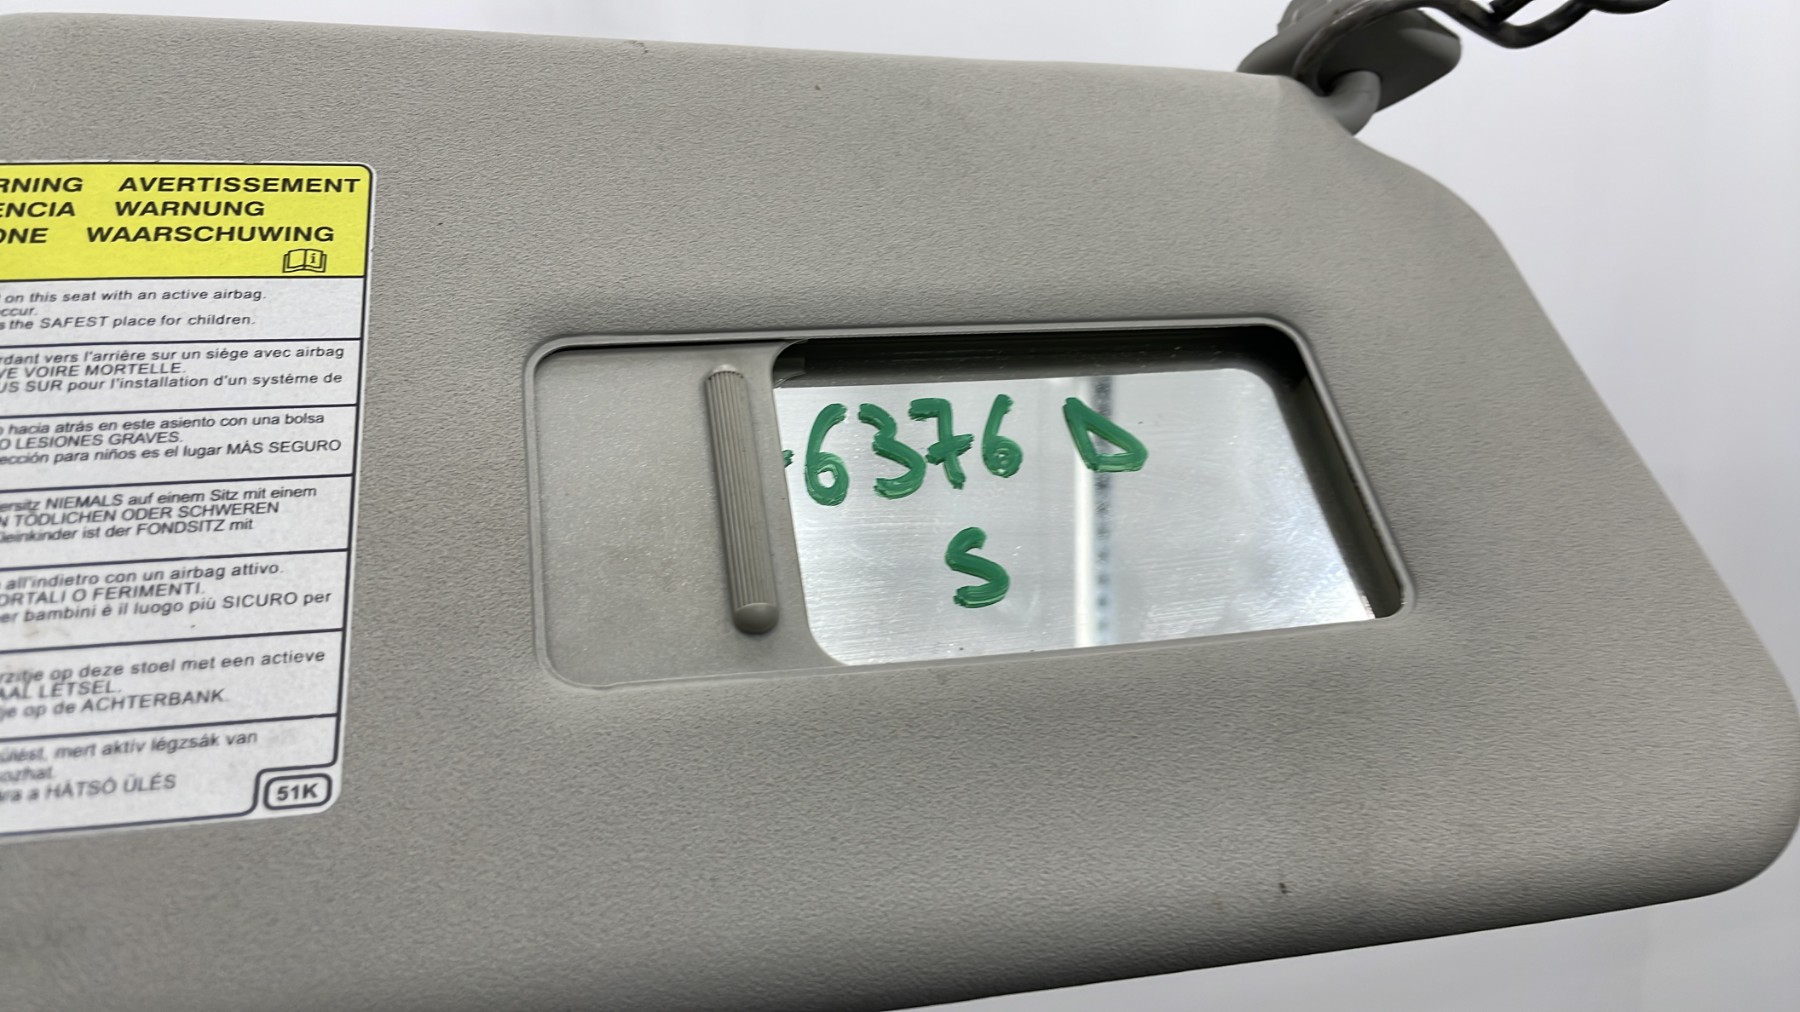 RNING AVERTISSEMENT
ENCIA WARNUNG
ONE WAARSCHUWING
on this seat with an active airbag.
ccur.
s the SAFEST place for children.
rdant vers l'arrière sur un siège avec airbag
VE VOIRE MORTELLE.
US SUR pour l'installation d'un systéme de
hacia atrás en este asiento con una bolsa
O LESIONES GRAVES.
ección para niños es el lugar MÁS SEGURO
ersitz NIEMALS auf einem Sitz mit einem
N TÖDLICHEN ODER SCHWEREN
leinkinder ist der FONDSITZ mit
all'indietro con un airbag attivo.
ORTALI O FERIMENTI.
er bambini è il luogo più SICURO per
rzitje op deze stoel met een actieve
AAL LETSEL.
je op de ACHTERBANK.
ülést, mert aktív légzsák van
ozhat.
ára a HÁTSÓ ÜLÉS
51K
6376 D
S